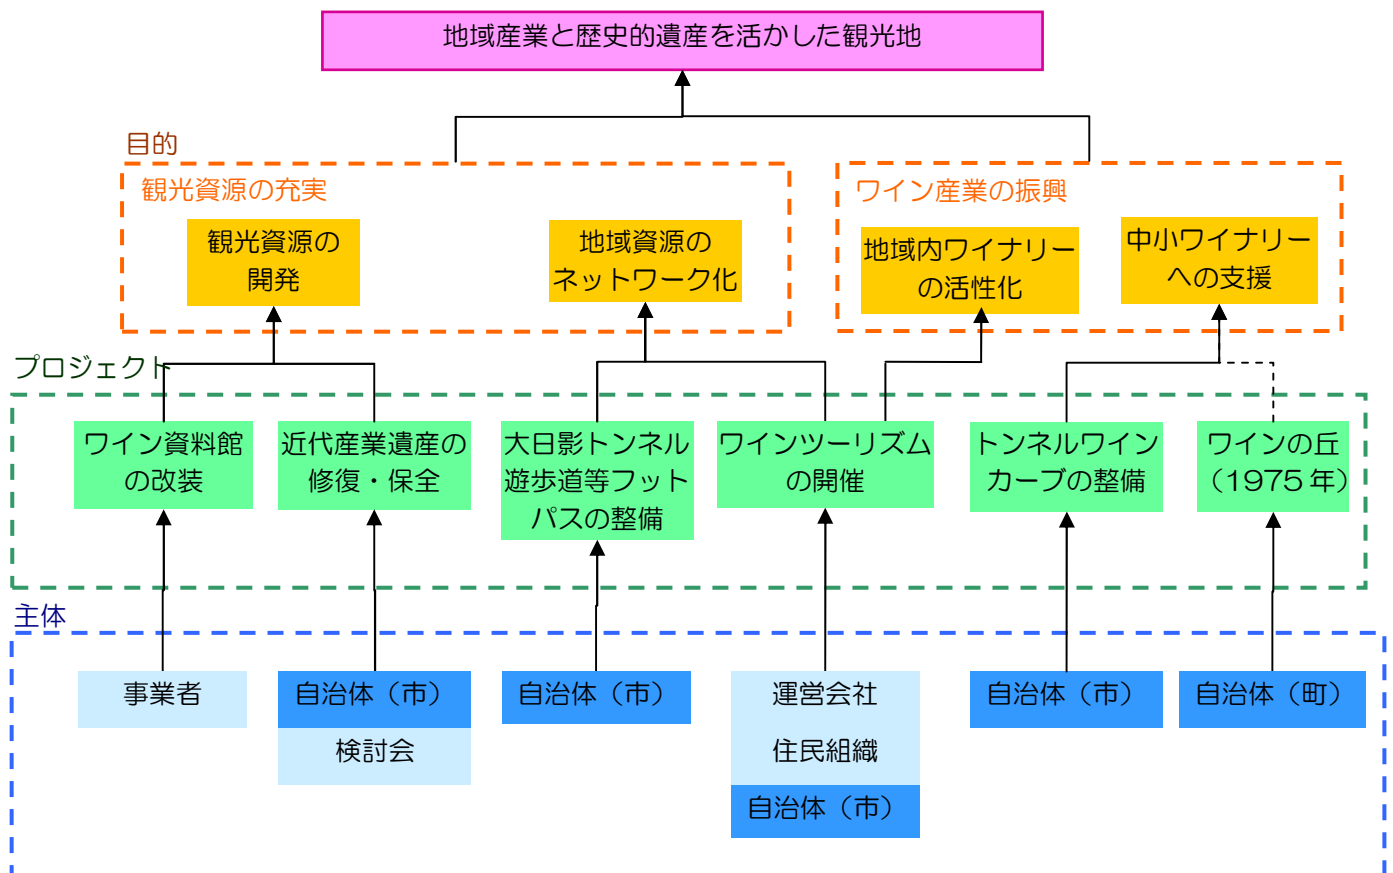 地域産業と歴史的遺産を活かした観光地
目的
観光資源の充実
ワイン産業の振興
観光資源の
開発
地域資源の
ネットワーク化
地域内ワイナリー
の活性化
中小ワイナリー
への支援
プロジェクト
ワイン資料館
の改装
近代産業遺産の
修復・保全
大日影トンネル
遊歩道等フット
パスの整備
ワインツーリズム
の開催
トンネルワイン
カーブの整備
ワインの丘
（1975年）
主体
事業者
自治体（市）
検討会
自治体（市）
運営会社
住民組織
自治体（市）
自治体（市）
自治体（町）